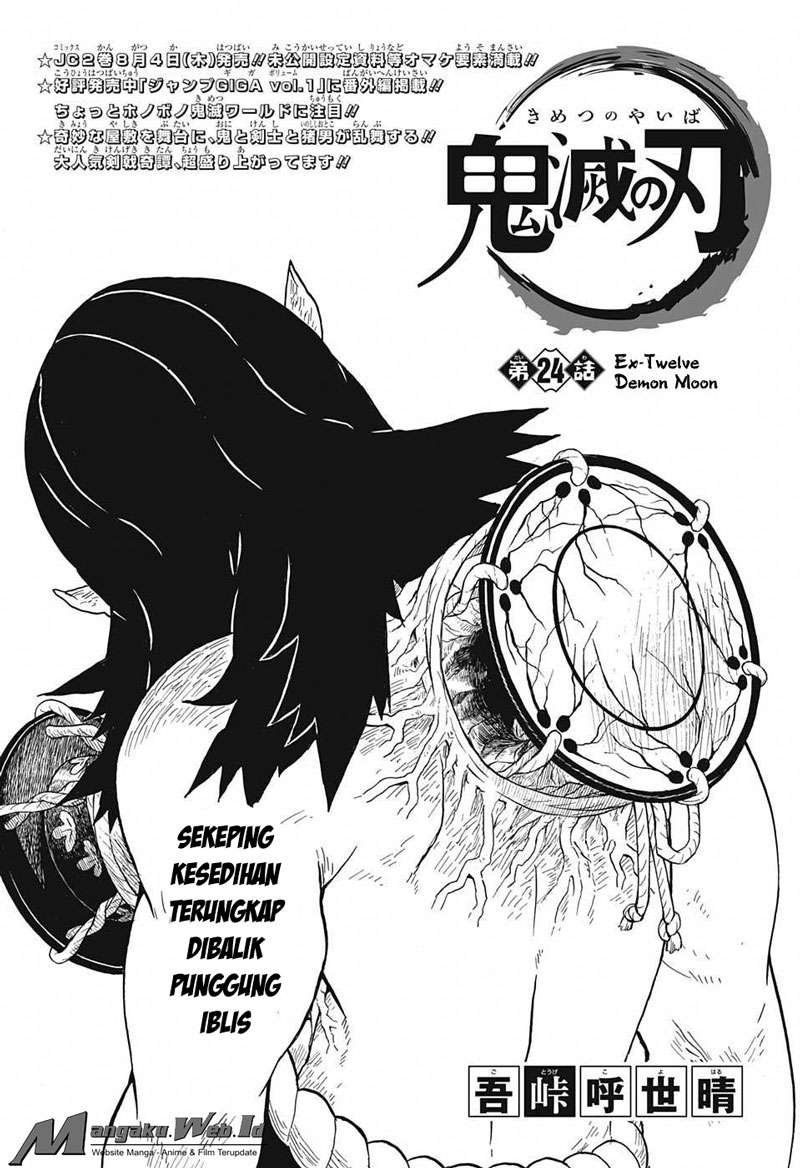 ★JC2巻8月4日(木)発売!!未公開設定資料等オマケ要素満載!!
★好評発売中「ジャンプGIGA vol.1」に番外編掲載!!
ちょっとホノボノ鬼滅ワールドに注目!!
★奇妙な屋敷を舞台に、鬼と剣士と猪男が乱舞する!!
大人気剣戟奇譚、超盛り上がってます!!
きめつのやいば
鬼滅の刃
第24話
Ex-Twelve
Demon Moon
SEKEPING
KESEDIHAN
TERUNGKAP
DIBALIK
PUNGGUNG
IBLIS
吾峠呼世晴
Mangaku.Web.Id
Website Manga - Anime & Film Terupdate